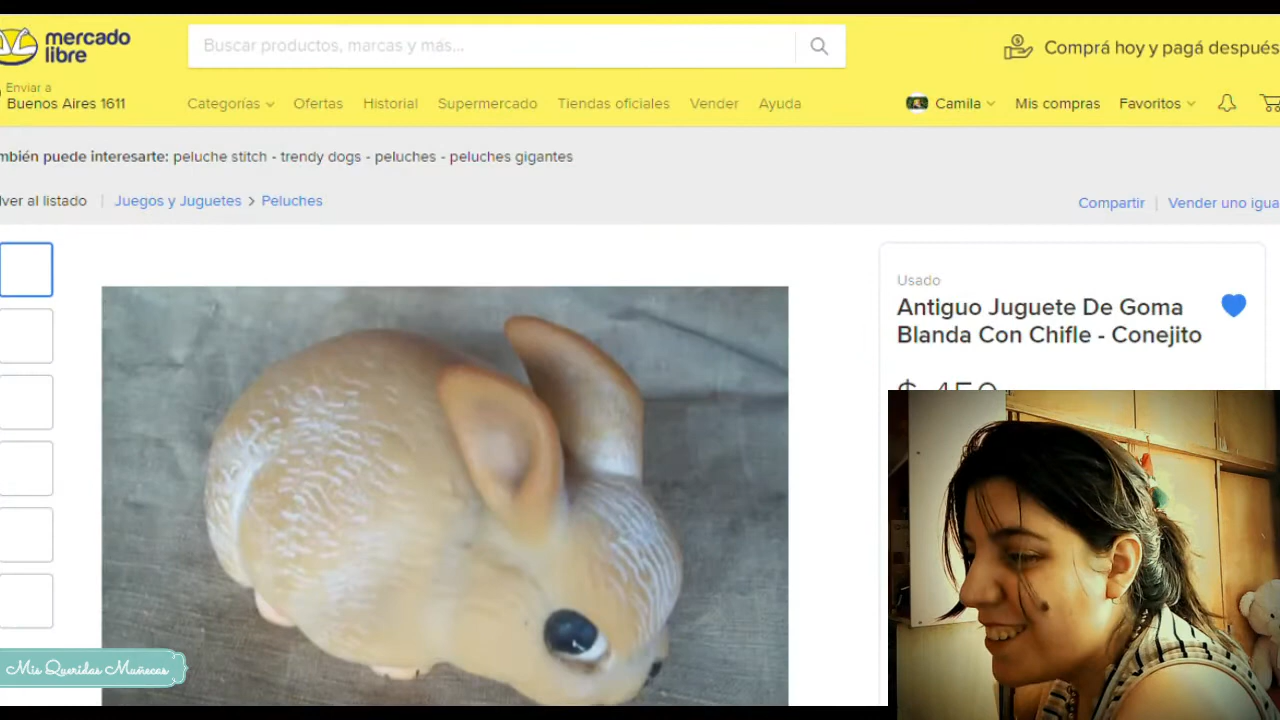 mercado
libre
Buscar productos, marcas y más...
Comprá hoy y pagá después
Enviar a
Buenos Aires 1611
Categorías
Ofertas
Historial
Supermercado
Tiendas oficiales
Vender
Ayuda
Camila
Mis compras
Favoritos
mbién puede interesarte: peluche stitch - trendy dogs - peluches - peluches gigantes
lver al listado | Juegos y Juguetes > Peluches
Compartir | Vender uno igua
Usado
Antiguo Juguete De Goma
Blanda Con Chifle - Conejito
$ 450
Mis Queridas Muñecas